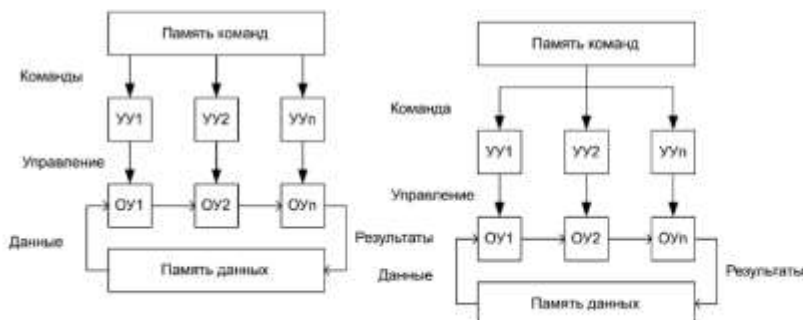 Память команд
Команды
УУ1 УУ2 УУn
Управление
ОУ1 ОУ2 ОУn
Данные
Результаты
Память данных
Память команд
Команда
УУ1 УУ2 УУn
Управление
ОУ1 ОУ2 ОУn
Данные
Результаты
Память данных